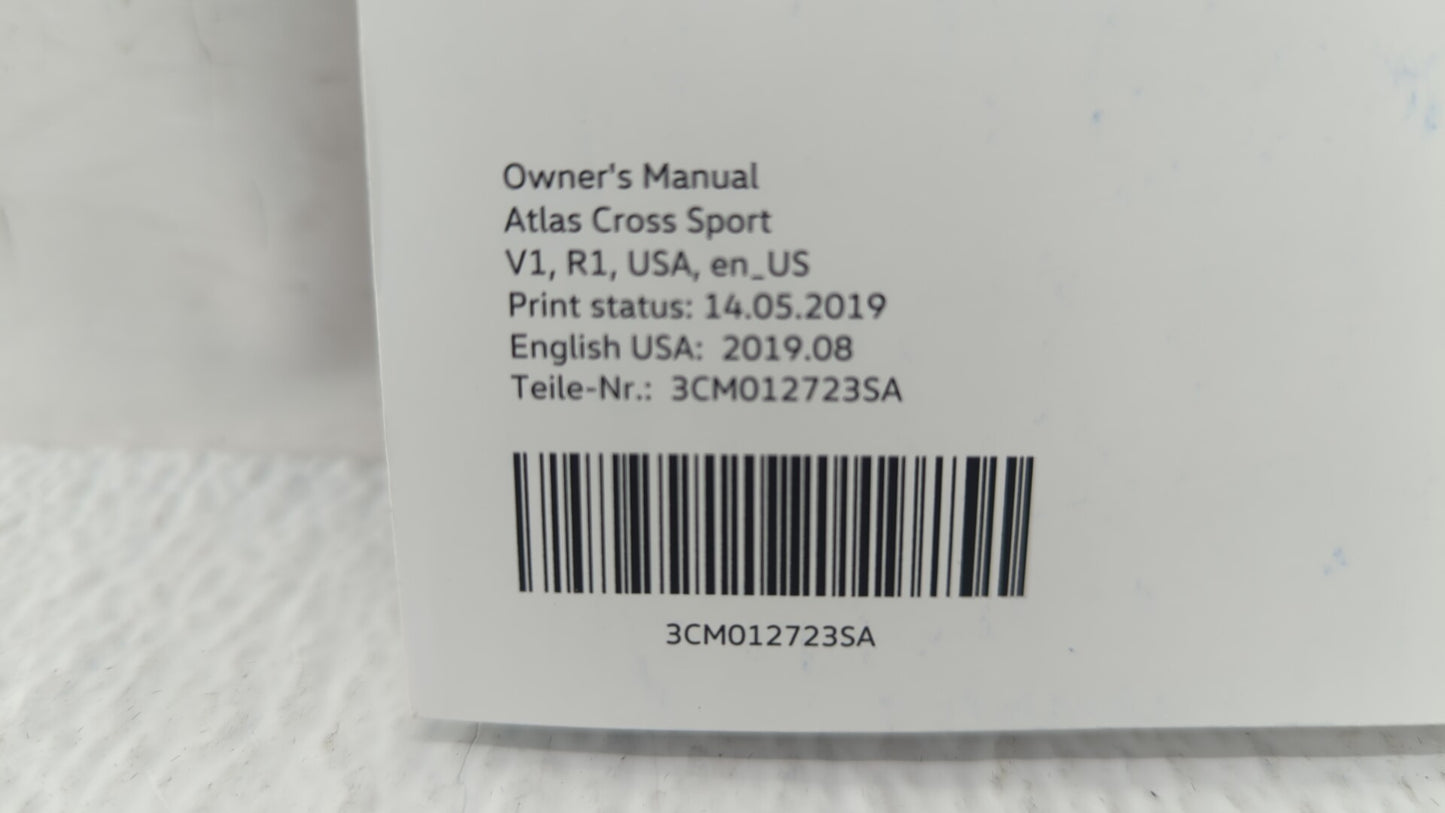 Owner's Manual
Atlas Cross Sport
V1, R1, USA, en_US
Print status: 14.05.2019
English USA: 2019.08
Teile-Nr.: 3CM012723SA
3CM012723SA